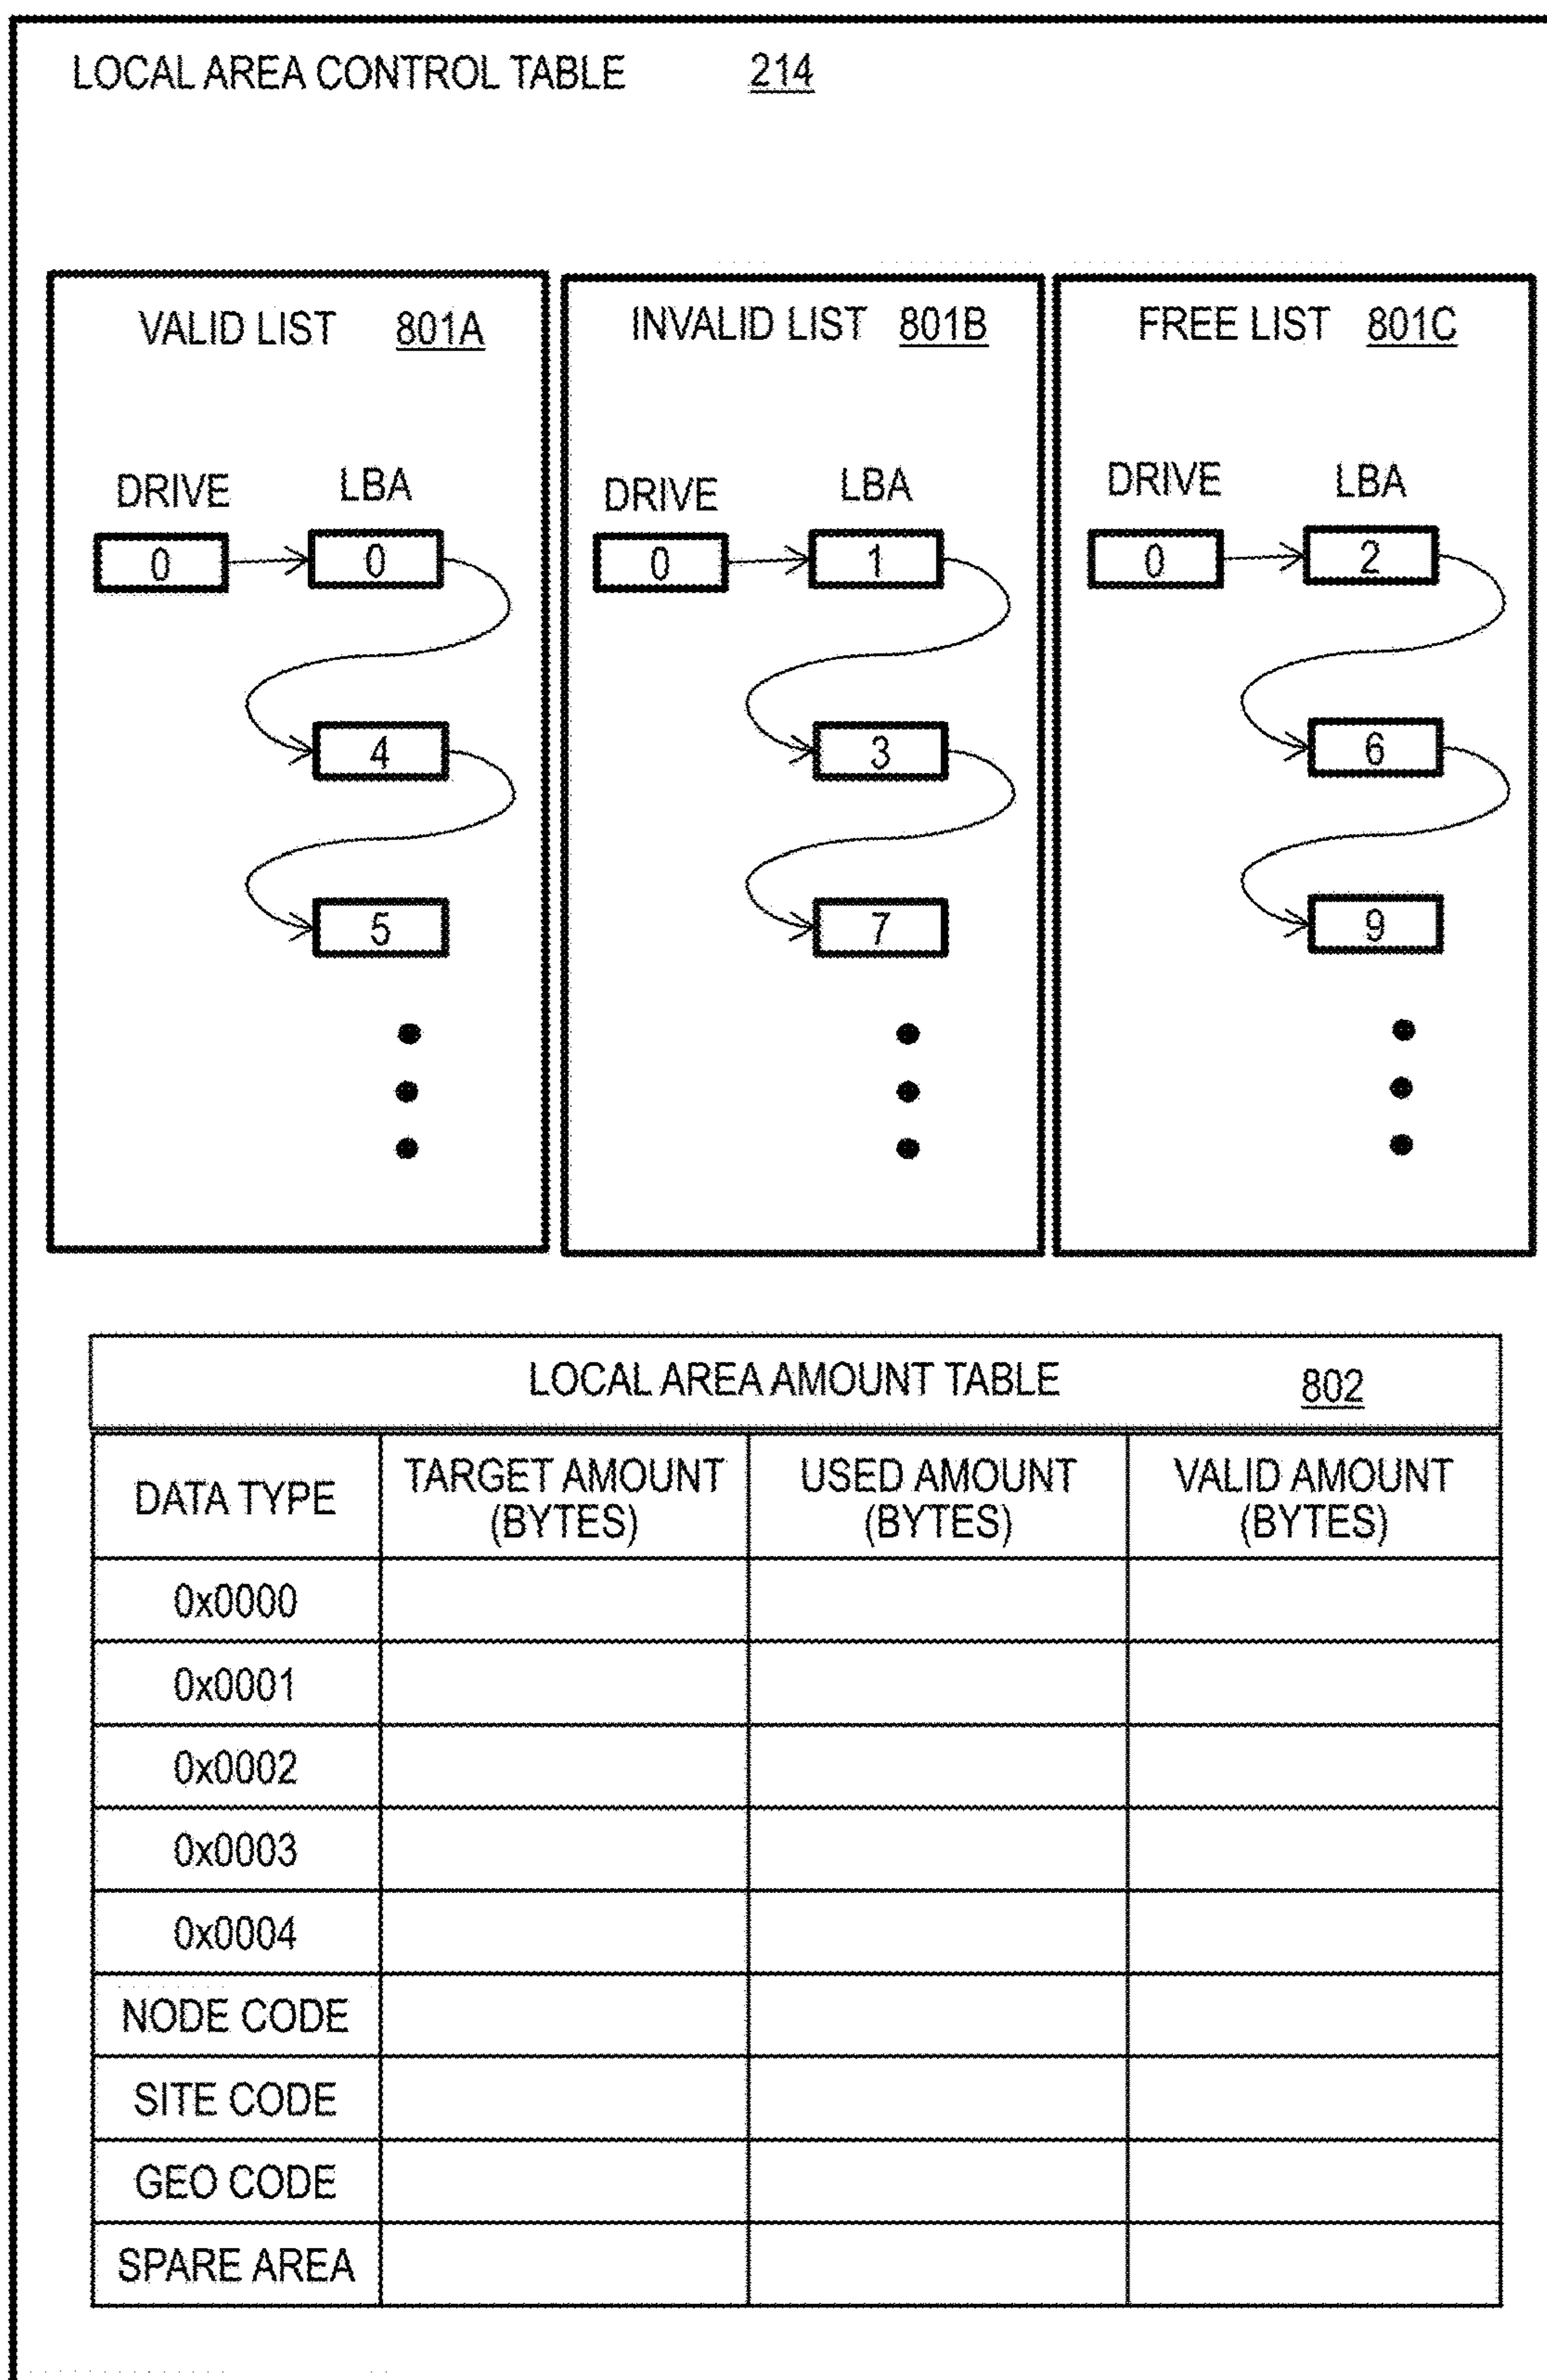 LOCAL AREA CONTROL TABLE 214
VALID LIST 801A
DRIVE LBA
0 0
4
5
INVALID LIST 801B
DRIVE LBA
0 1
3
7
FREE LIST 801C
DRIVE LBA
0 2
6
9
LOCAL AREA AMOUNT TABLE 802
DATA TYPE
TARGET AMOUNT
(BYTES)
USED AMOUNT
(BYTES)
VALID AMOUNT
(BYTES)
0x0000
0x0001
0x0002
0x0003
0x0004
NODE CODE
SITE CODE
GEO CODE
SPARE AREA